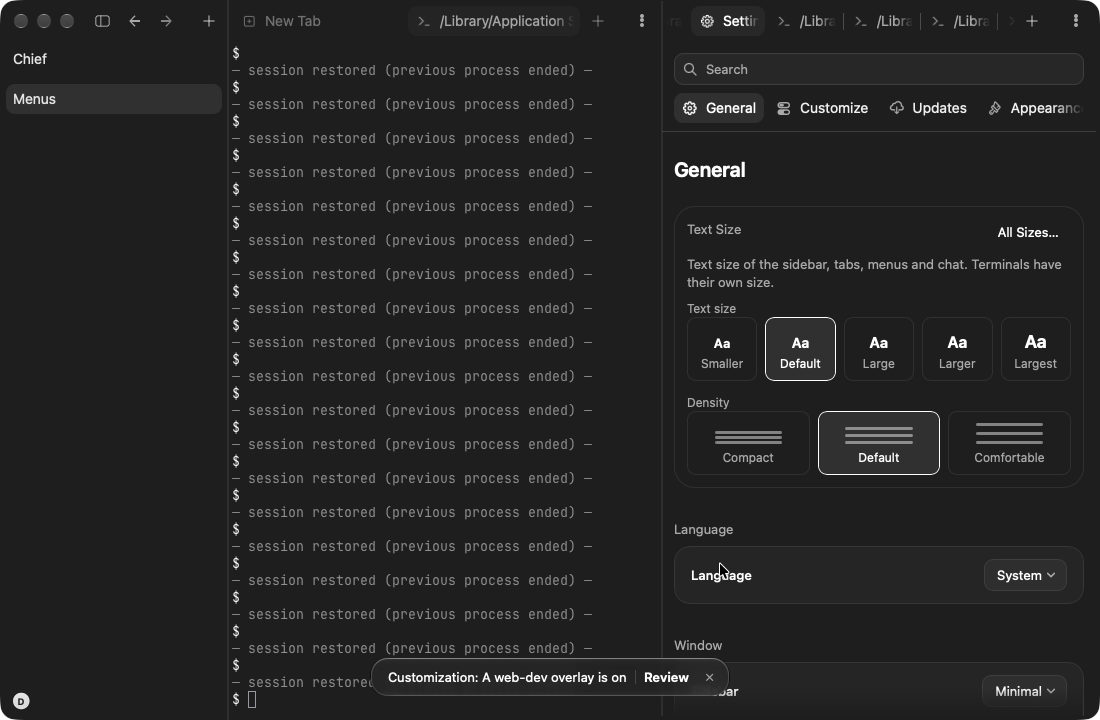 New Tab
/Library/Application
Setti
/Libra
/Libra
/Libra
Chief
Menus
$
— session restored (previous process ended) —
$
— session restored (previous process ended) —
$
— session restored (previous process ended) —
$
— session restored (previous process ended) —
$
— session restored (previous process ended) —
$
— session restored (previous process ended) —
$
— session restored (previous process ended) —
$
— session restored (previous process ended) —
$
— session restored (previous process ended) —
$
— session restored (previous process ended) —
$
— session restored (previous process ended) —
$
— session restored (previous process ended) —
$
— session restored (previous process ended) —
$
— session restored (previous process ended) —
$
— session restored (previous process ended) —
$
— session restored (previous process ended) —
$
— session restored (previous process ended) —
$
— session restored (previous process ended) —
$
— session restored
$
Search
General
Customize
Updates
Appearanc
General
Text Size
All Sizes...
Text size of the sidebar, tabs, menus and chat. Terminals have
their own size.
Text size
Aa Aa Aa Aa Aa
Smaller Default Large Larger Largest
Density
Compact Default Comfortable
Language
Language
System
Window
Minimal
Customization: A web-dev overlay is on
Review
D